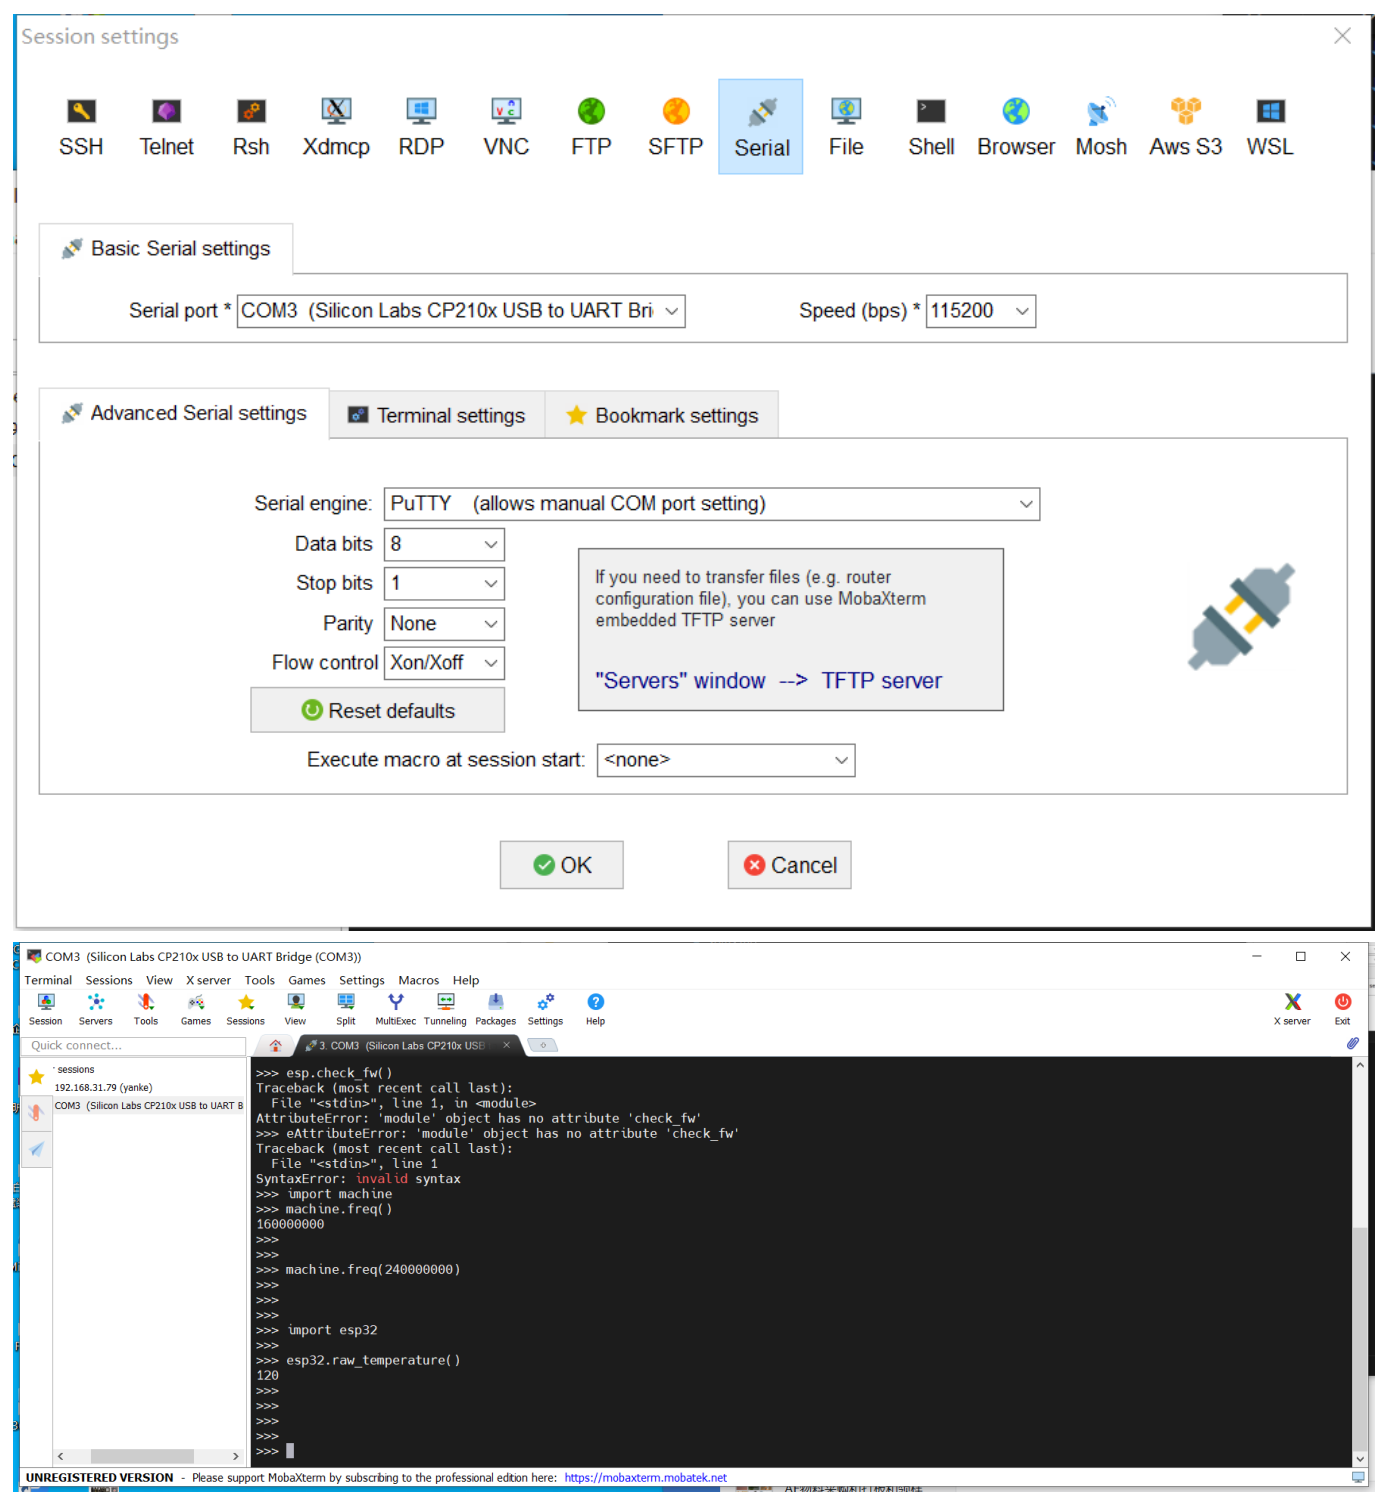 Session settings
SSH Telnet Rsh Xdmcp RDP VNC FTP SFTP Serial File Shell Browser Mosh Aws S3 WSL
Basic Serial settings
Serial port * COM3 (Silicon Labs CP210x USB to UART Bri Speed (bps) * 115200
Advanced Serial settings Terminal settings Bookmark settings
Serial engine: PuTTY (allows manual COM port setting)
Data bits 8
Stop bits 1
Parity None
Flow control Xon/Xoff
Reset defaults
If you need to transfer files (e.g. router
configuration file), you can use MobaXterm
embedded TFTP server
"Servers" window --> TFTP server
Execute macro at session start: <none>
OK Cancel
COM3 (Silicon Labs CP210x USB to UART Bridge (COM3))
Terminal Sessions View X server Tools Games Settings Macros Help
Session Servers Tools Games Sessions View Split MultiExec Tunneling Packages Settings Help X server Exit
Quick connect...
3. COM3 (Silicon Labs CP210x USB
sessions
192.168.31.79 (yanke)
COM3 (Silicon Labs CP210x USB to UART B
>>> esp.check_fw()
Traceback (most recent call last):
File "<stdin>", line 1, in <module>
AttributeError: 'module' object has no attribute 'check_fw'
>>> eAttributeError: 'module' object has no attribute 'check_fw'
Traceback (most recent call last):
File "<stdin>", line 1
SyntaxError: invalid syntax
>>> import machine
>>> machine.freq()
160000000
>>>
>>>
>>> machine.freq(240000000)
>>>
>>>
>>>
>>> import esp32
>>>
>>> esp32.raw_temperature()
120
>>>
>>>
>>>
>>>
>>>
UNREGISTERED VERSION - Please support MobaXterm by subscribing to the professional edition here: https://mobaxterm.mobatek.net